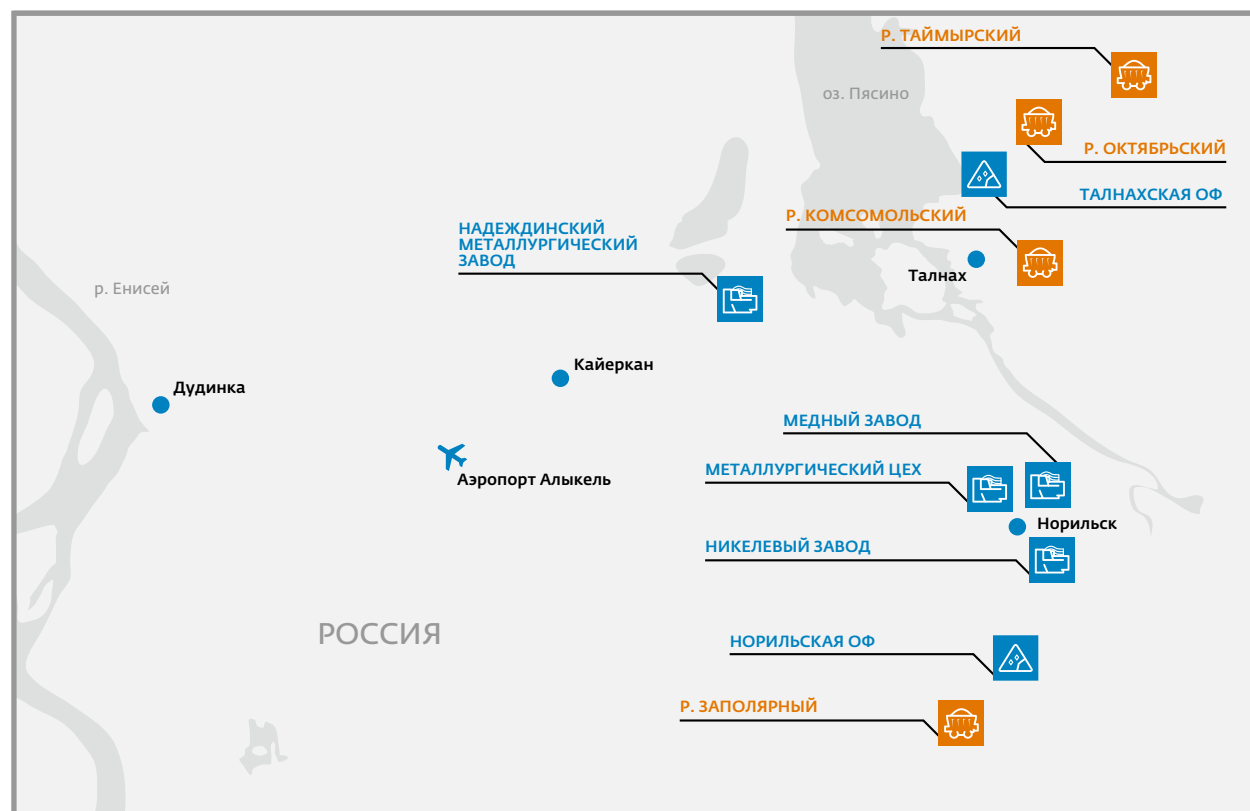 Р. ТАЙМЫРСКИЙ
оз. Пясино
Р. ОКТЯБРЬСКИЙ
ТАЛНАХСКАЯ ОФ
Р. КОМСОМОЛЬСКИЙ
НАДЕЖДИНСКИЙ
МЕТАЛЛУРГИЧЕСКИЙ
ЗАВОД
Талнах
р. Енисей
Кайеркан
Дудинка
МЕДНЫЙ ЗАВОД
МЕТАЛЛУРГИЧЕСКИЙ ЦЕХ
Аэропорт Алыкель
Норильск
НИКЕЛЕВЫЙ ЗАВОД
РОССИЯ
НОРИЛЬСКАЯ ОФ
Р. ЗАПОЛЯРНЫЙ